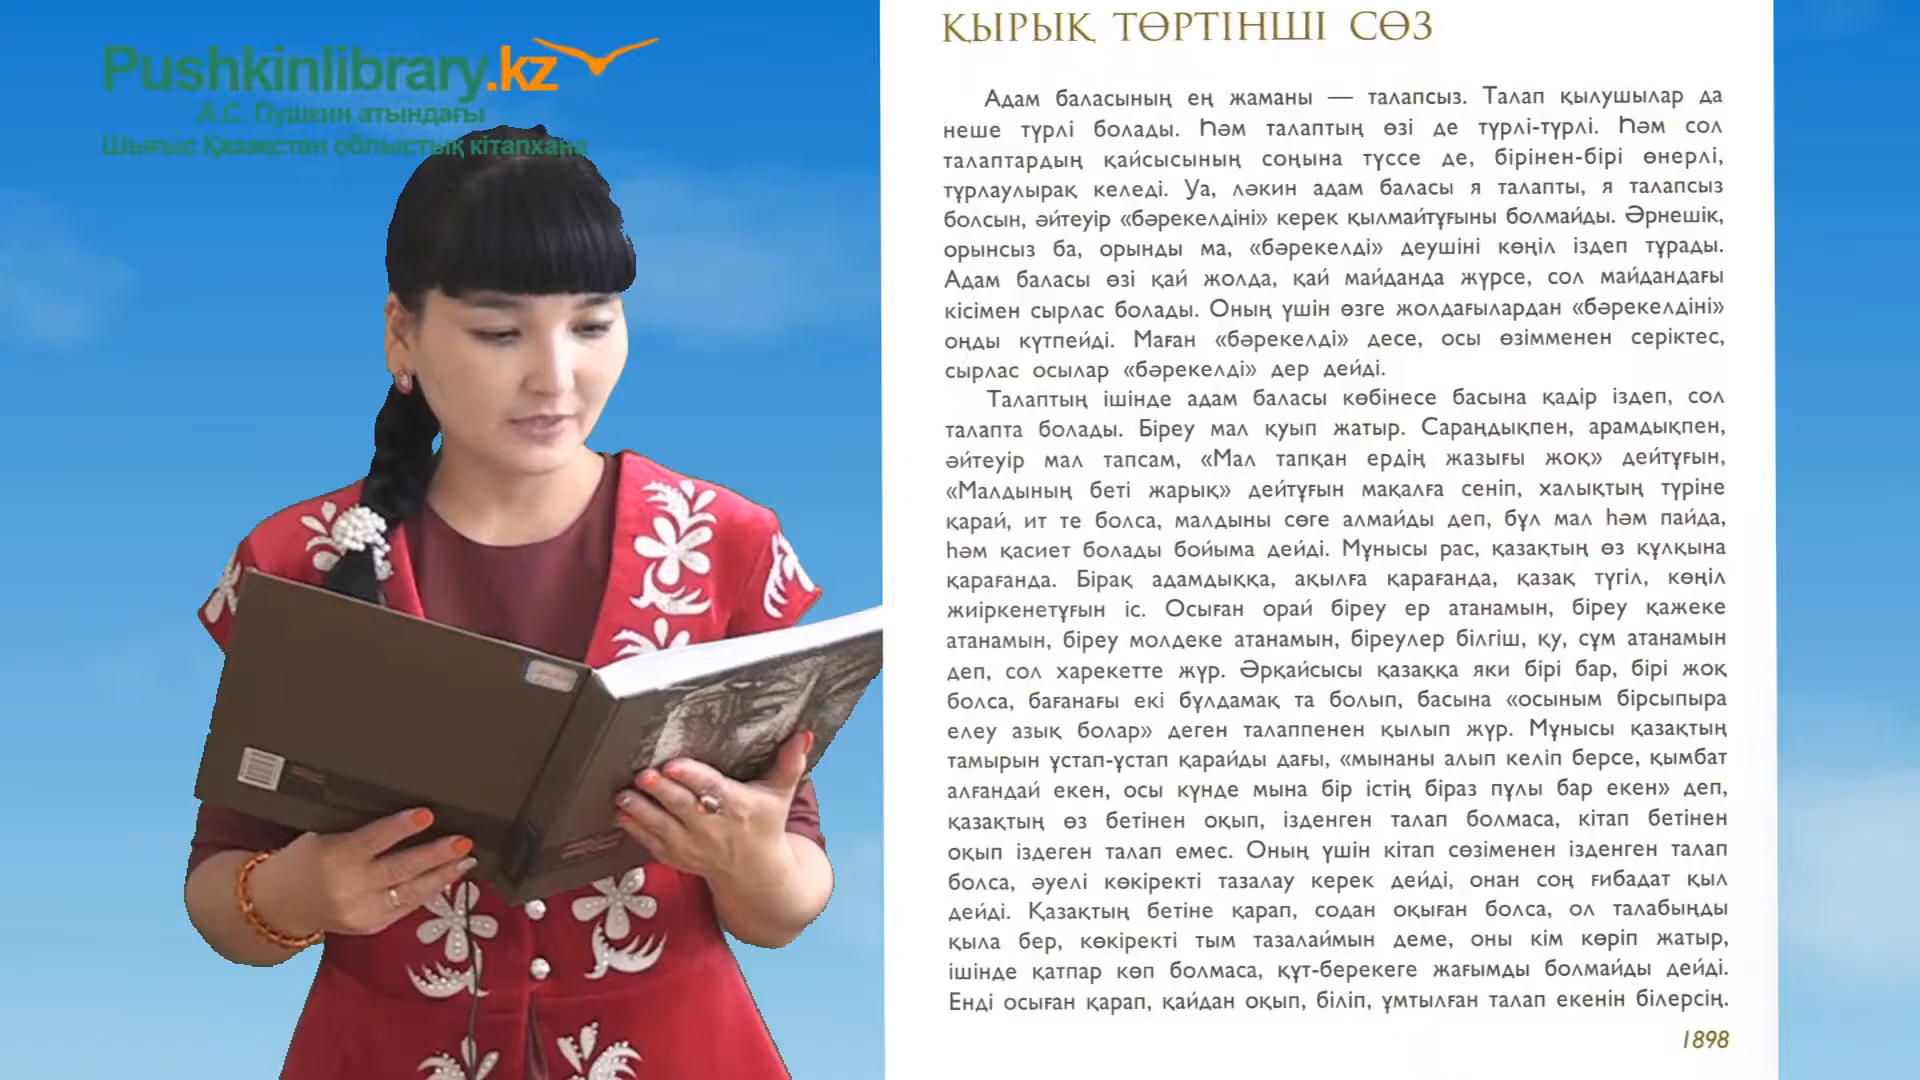 Pushkinlibrary.kz
А.С. Пушкин атындағы
Шығыс Қазақстан облыстық кітапхана
ҚЫРЫҚ ТӨРТІНШІ СӨЗ
Адам баласының ең жаманы — талапсыз. Талап қылушылар да
неше түрлі болады. Һәм талаптың өзі де түрлі-түрлі. Һәм сол
талаптардың қайсысының соңына түссе де, бірінен-бірі өнерлі,
тұрлаулырақ келеді. Уа, ләкин адам баласы я талапты, я талапсыз
болсын, әйтеуір «бәрекелдіні» керек қылмайтұғыны болмайды. Әрнешік,
орынсыз ба, орынды ма, «бәрекелді» деушіні көңіл іздеп тұрады.
Адам баласы өзі қай жолда, қай майданда жүрсе, сол майдандағы
кісімен сырлас болады. Оның үшін өзге жолдағылардан «бәрекелдіні»
оңды күтпейді. Маған «бәрекелді» десе, осы өзімменен серіктес,
сырлас осылар «бәрекелді» дер дейді.
Талаптың ішінде адам баласы көбінесе басына қадір іздеп, сол
талапта болады. Біреу мал қуып жатыр. Сараңдықпен, арамдықпен,
әйтеуір мал тапсам, «Мал тапқан ердің жазығы жоқ» дейтұғын,
«Малдының беті жарық» дейтұғын мақалға сеніп, халықтың түріне
қарай, ит те болса, малдыны сөге алмайды деп, бұл мал һәм пайда,
һәм қасиет болады бойыма дейді. Мұнысы рас, қазақтың өз құлқына
қарағанда. Бірақ адамдыққа, ақылға қарағанда, қазақ түгіл, көңіл
жиіркенетұғын іс. Осыған орай біреу ер атанамын, біреу қажеке
атанамын, біреу молдеке атанамын, біреулер білгіш, қу, сұм атанамын
деп, сол харекетте жүр. Әрқайсысы қазаққа яки бірі бар, бірі жоқ
болса, бағанағы екі бұлдамақ та болып, басына «осыным бірсыпыра
елеу азық болар» деген талаппенен қылып жүр. Мұнысы қазақтың
тамырын ұстап-ұстап қарайды дағы, «мынаны алып келіп берсе, қымбат
алғандай екен, осы күнде мына бір істің біраз пұлы бар екен» деп,
қазақтың өз бетінен оқып, ізденген талап болмаса, кітап бетінен
оқып іздеген талап емес. Оның үшін кітап сөзіменен ізденген талап
болса, әуелі көкіректі тазалау керек дейді, онан соң ғибадат қыл
дейді. Қазақтың бетіне қарап, содан оқыған болса, ол талабыңды
қыла бер, көкіректі тым тазалаймын деме, оны кім көріп жатыр,
ішінде қатпар көп болмаса, құт-берекеге жағымды болмайды дейді.
Енді осыған қарап, қайдан оқып, біліп, ұмтылған талап екенін білерсің.
1898